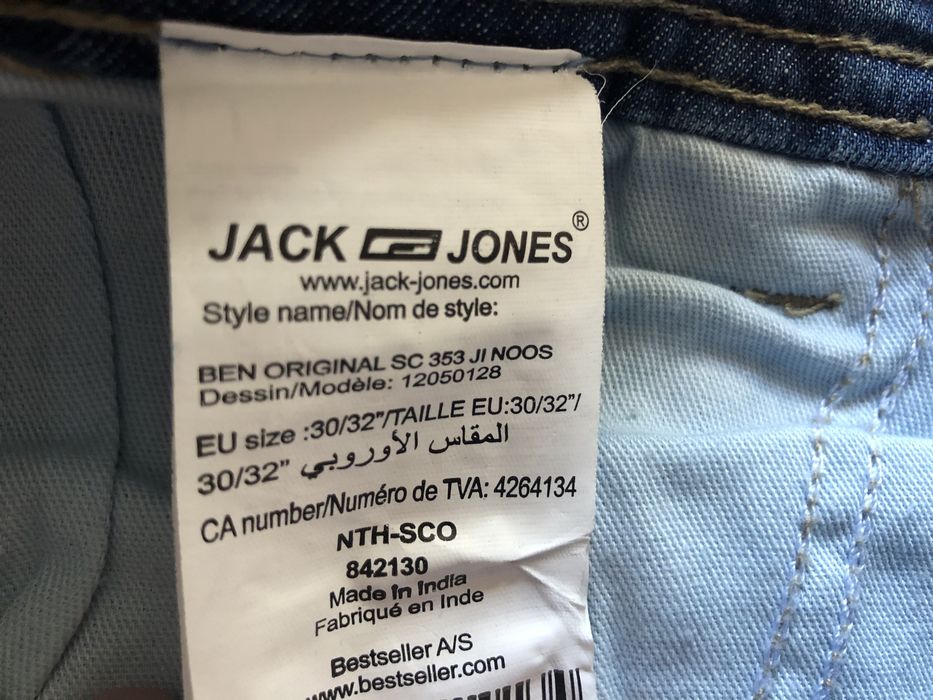 JACK JONES®
www.jack-jones.com
Style name/Nom de style:
BEN ORIGINAL SC 353 JI NOOS
Dessin/Modèle: 12050128
EU size :30/32"/TAILLE EU:30/32"/
30/32" المقاس الأوروبي
CA number/Numéro de TVA: 4264134
NTH-SCO
842130
Made in India
Fabriqué en Inde
Bestseller A/S
www.bestseller.com